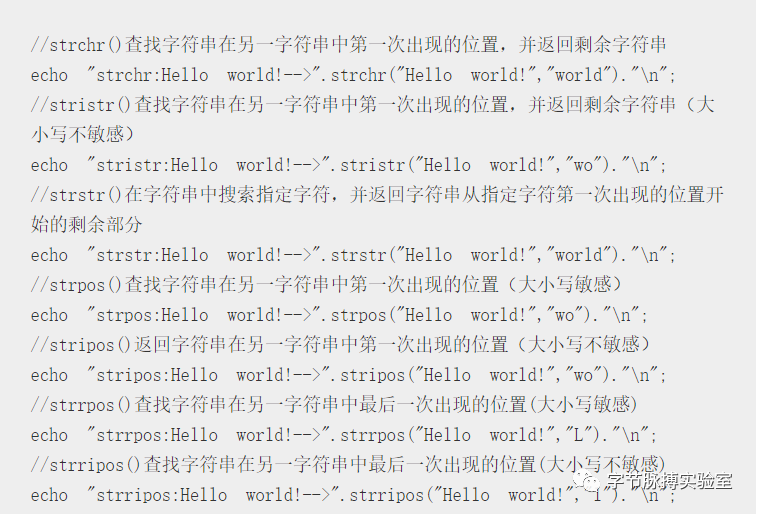 //strchr()查找字符串在另一字符串中第一次出现的位置，并返回剩余字符串
echo "strchr:Hello world!-->".strchr("Hello world!","world")."\n";
//stristr()查找字符串在另一字符串中第一次出现的位置，并返回剩余字符串（大
小写不敏感）
echo "stristr:Hello world!-->".stristr("Hello world!","wo")."\n";
//strstr()在字符串中搜索指定字符，并返回字符串从指定字符第一次出现的位置开
始的剩余部分
echo "strstr:Hello world!-->".strstr("Hello world!","world")."\n";
//strpos()查找字符串在另一字符串中第一次出现的位置（大小写敏感）
echo "strpos:Hello world!-->".strpos("Hello world!","wo")."\n";
//stripos()返回字符串在另一字符串中第一次出现的位置（大小写不敏感）
echo "stripos:Hello world!-->".stripos("Hello world!","wo")."\n";
//strrpos()查找字符串在另一字符串中最后一次出现的位置(大小写敏感)
echo "strrpos:Hello world!-->".strrpos("Hello world!","L")."\n";
//strripos()查找字符串在另一字符串中最后一次出现的位置(大小写不敏感)
字节脉搏实验室
echo "strripos:Hello world!-->".strripos("Hello world!","l")."\n";